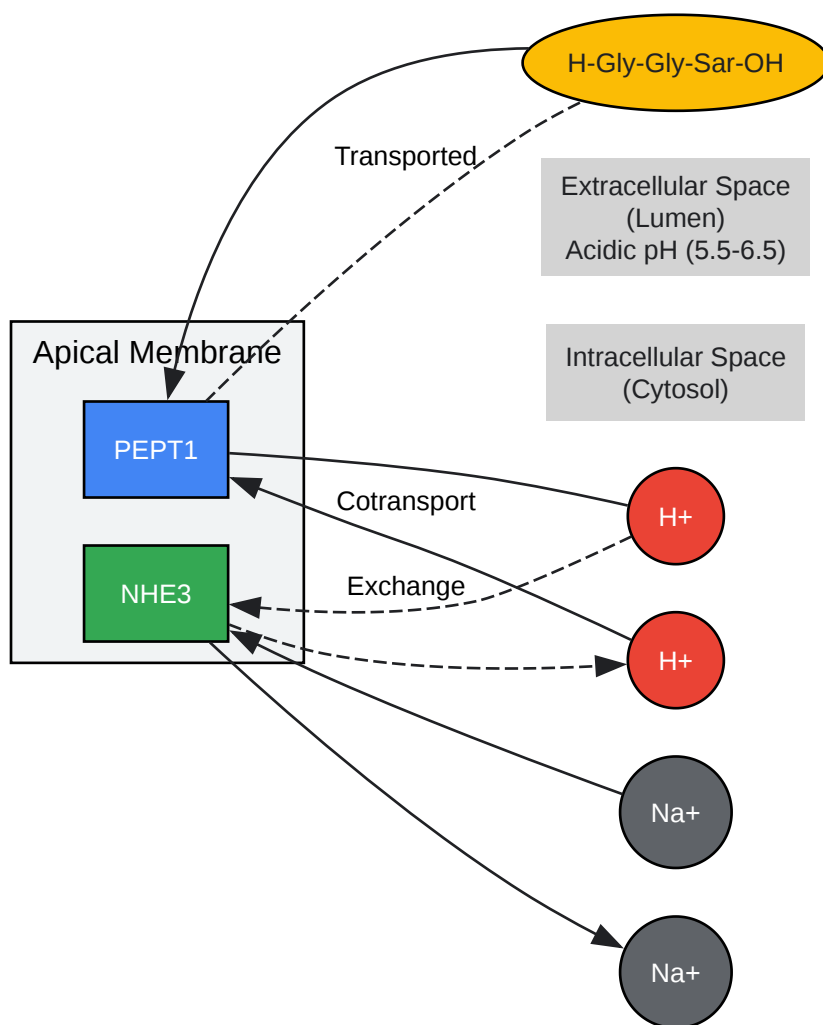 H-Gly-Gly-Sar-OH
Transported
Extracellular Space
(Lumen)
Acidic pH (5.5-6.5)
Apical Membrane
Intracellular Space
(Cytosol)
PEPT1
Cotransport
H+
Exchange
NHE3
H+
Na+
Na+